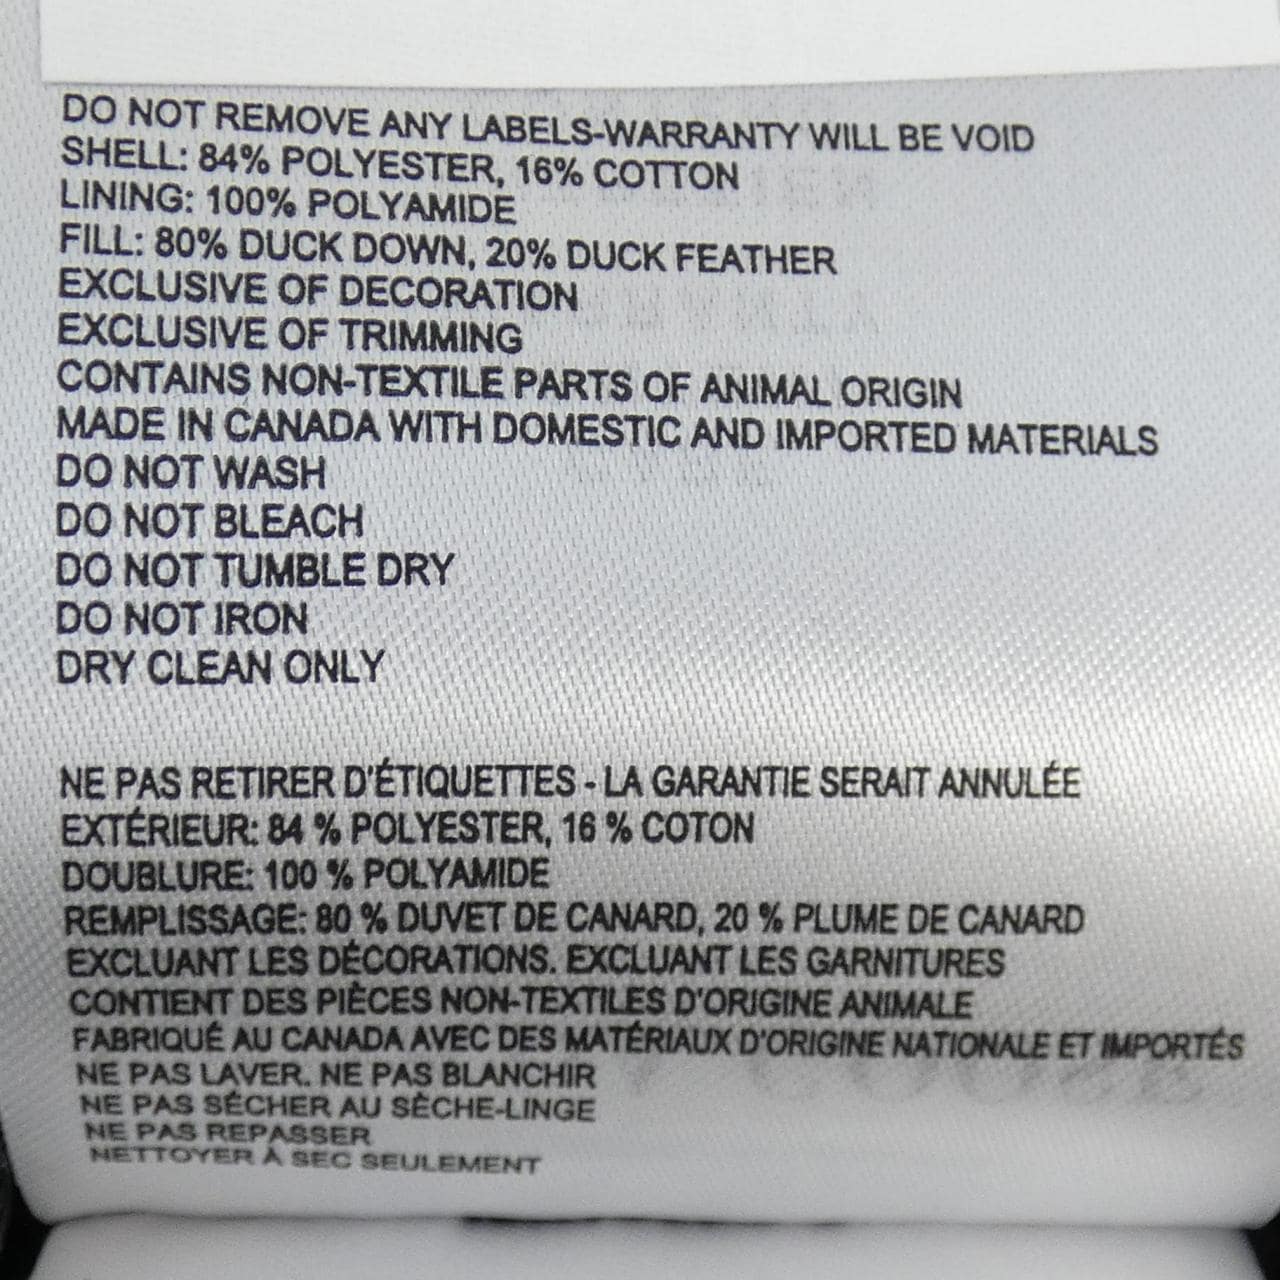 DO NOT REMOVE ANY LABELS-WARRANTY WILL BE VOID
SHELL: 84% POLYESTER, 16% COTTON
LINING: 100% POLYAMIDE
FILL: 80% DUCK DOWN, 20% DUCK FEATHER
EXCLUSIVE OF DECORATION
EXCLUSIVE OF TRIMMING
CONTAINS NON-TEXTILE PARTS OF ANIMAL ORIGIN
MADE IN CANADA WITH DOMESTIC AND IMPORTED MATERIALS
DO NOT WASH
DO NOT BLEACH
DO NOT TUMBLE DRY
DO NOT IRON
DRY CLEAN ONLY
NE PAS RETIRER D'ÉTIQUETTES - LA GARANTIE SERAIT ANNULÉE
EXTÉRIEUR: 84 % POLYESTER, 16 % COTON
DOUBLURE: 100 % POLYAMIDE
REMPLISSAGE: 80 % DUVET DE CANARD, 20 % PLUME DE CANARD
EXCLUANT LES DÉCORATIONS. EXCLUANT LES GARNITURES
CONTIENT DES PIÈCES NON-TEXTILES D'ORIGINE ANIMALE
FABRIQUÉ AU CANADA AVEC DES MATÉRIAUX D'ORIGINE NATIONALE ET IMPORTÉS
NE PAS LAVER. NE PAS BLANCHIR
NE PAS SÉCHER AU SÈCHE-LINGE
NE PAS REPASSER
NETTOYER À SEC SEULEMENT